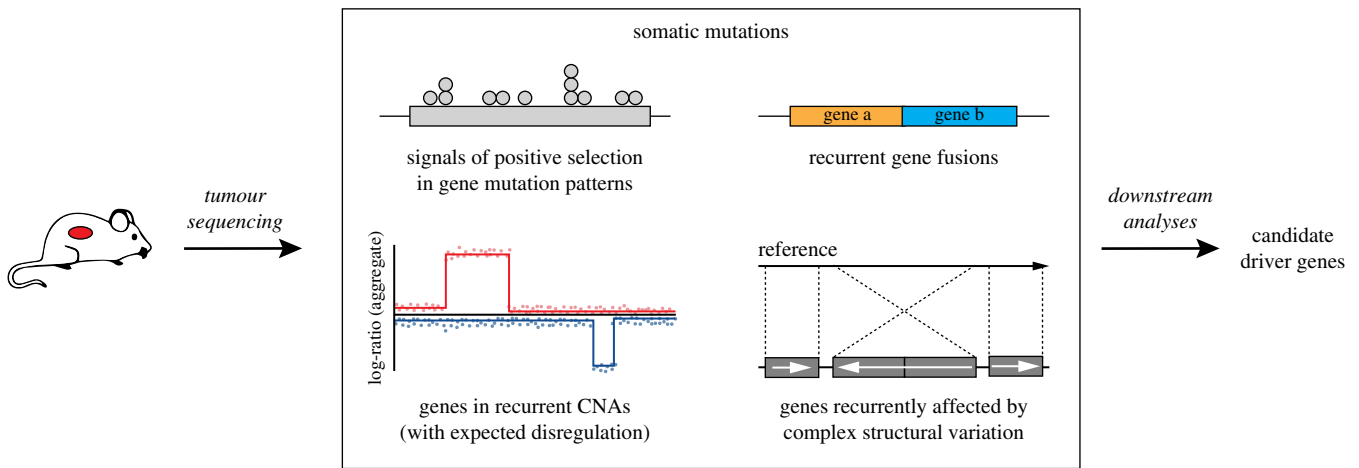 somatic mutations
gene a
gene b
signals of positive selection
in gene mutation patterns
recurrent gene fusions
tumour
sequencing
log-ratio (aggregate)
genes in recurrent CNAs
(with expected disregulation)
reference
genes recurrently affected by
complex structural variation
downstream
analyses
candidate
driver genes